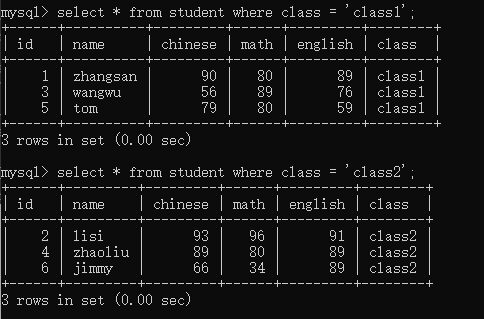 mysql> select * from student where class = 'class1';
+----+----------+---------+------+---------+--------+
| id | name     | chinese | math | english | class  |
+----+----------+---------+------+---------+--------+
|  1 | zhangsan |      90 |   80 |      89 | class1 |
|  3 | wangwu   |      56 |   89 |      76 | class1 |
|  5 | tom      |      79 |   80 |      59 | class1 |
+----+----------+---------+------+---------+--------+
3 rows in set (0.00 sec)
mysql> select * from student where class = 'class2';
+----+---------+---------+------+---------+--------+
| id | name    | chinese | math | english | class  |
+----+---------+---------+------+---------+--------+
|  2 | lisi    |      93 |   96 |      91 | class2 |
|  4 | zhaoliu |      89 |   80 |      89 | class2 |
|  6 | jimmy   |      66 |   34 |      89 | class2 |
+----+---------+---------+------+---------+--------+
3 rows in set (0.00 sec)